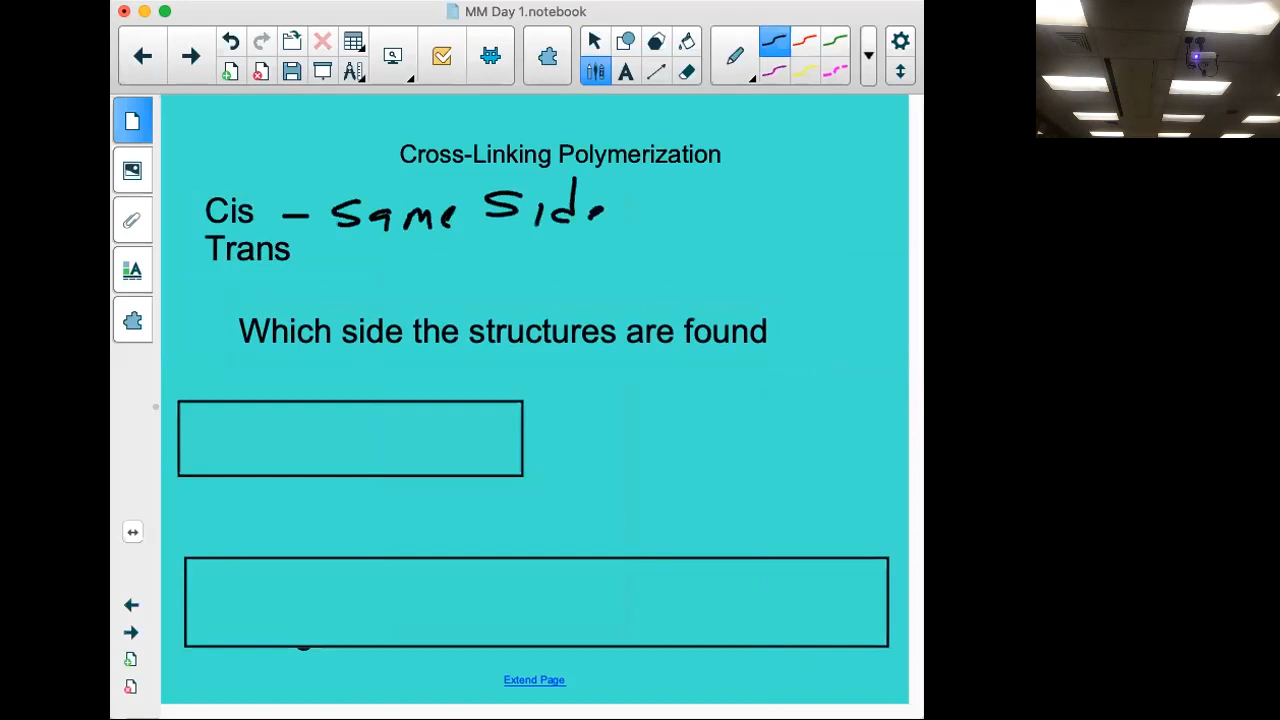 MM Day 1.notebook
Cross-Linking Polymerization
Cis - same side
Trans
Which side the structures are found
Extend Page